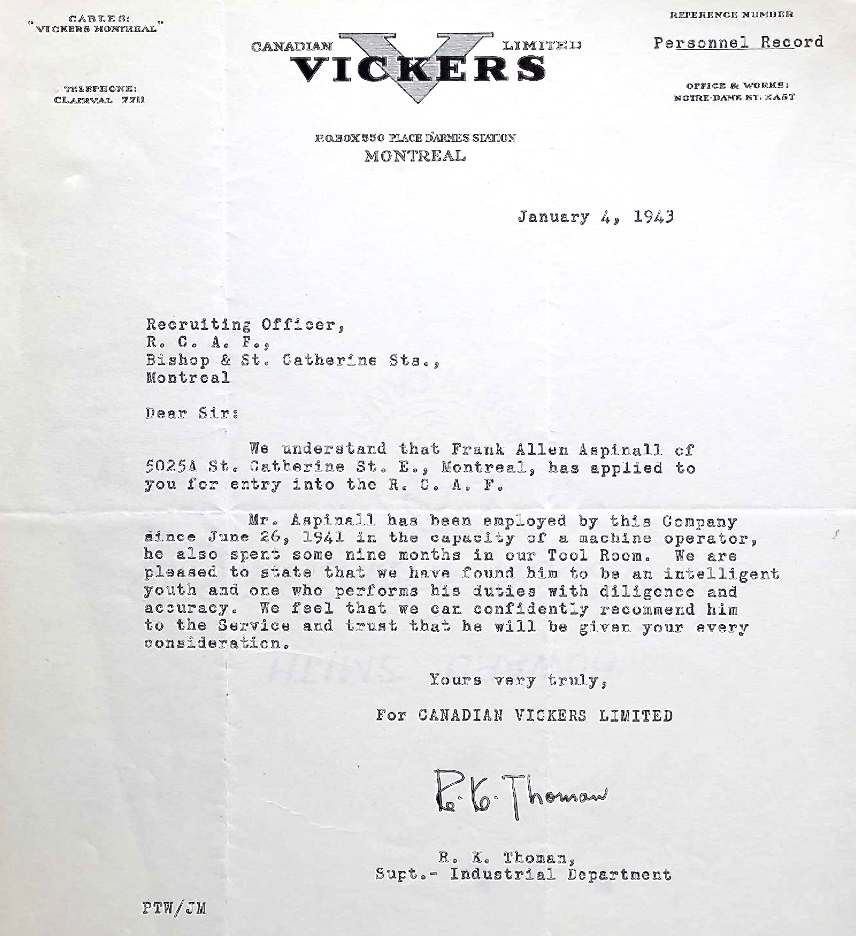 CABLES:
"VICKERS MONTREAL"
TELEPHONE:
CLAIRVAL 7711
CANADIAN VICKERS LIMITED
P.O. BOX 550 PLACE D'ARMES STATION
MONTREAL
REFERENCE NUMBER
Personnel Record
OFFICE & WORKS:
NOTRE-DAME ST. EAST
January 4, 1943
Recruiting Officer,
R. C. A. F.,
Bishop & St. Catherine Sts.,
Montreal
Dear Sir:
We understand that Frank Allen Aspinall of
5025A St. Catherine St. E., Montreal, has applied to
you for entry into the R. C. A. F.
Mr. Aspinall has been employed by this Company
since June 26, 1941 in the capacity of a machine operator,
he also spent some nine months in our Tool Room. We are
pleased to state that we have found him to be an intelligent
youth and one who performs his duties with diligence and
accuracy. We feel that we can confidently recommend him
to the Service and trust that he will be given your every
consideration.
Yours very truly,
For CANADIAN VICKERS LIMITED
R. K. Thoman
R. K. Thoman,
Supt.- Industrial Department
PTW/JM